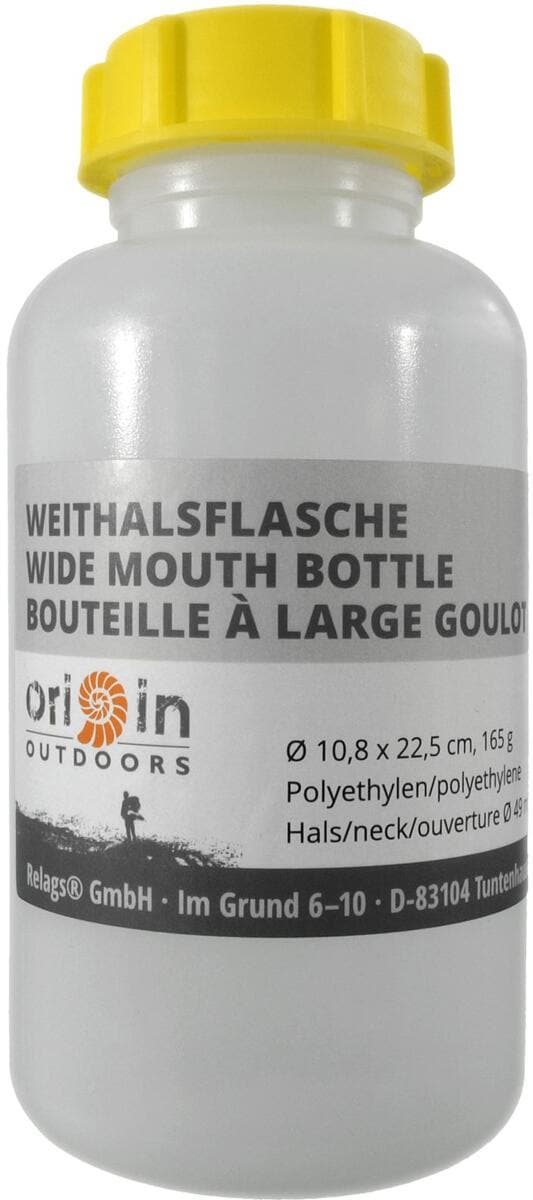 WEITHALSFLASCHE
WIDE MOUTH BOTTLE
BOUTEILLE À LARGE GOULOT
origin
OUTDOORS
Ø 10,8 x 22,5 cm, 165 g
Polyethylen/polyethylene
Hals/neck/ouverture Ø 49
Relags® GmbH · Im Grund 6–10 · D-83104